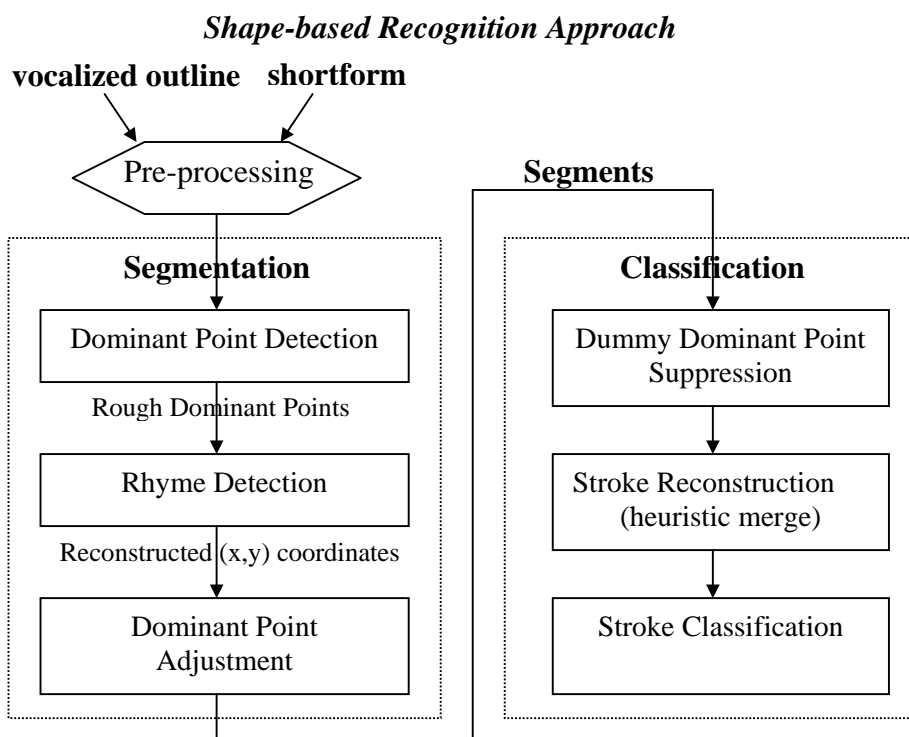 Shape-based Recognition Approach
vocalized outline shortform
Pre-processing
Segmentation
Dominant Point Detection
Rough Dominant Points
Rhyme Detection
Reconstructed (x,y) coordinates
Dominant Point
Adjustment
Segments
Classification
Dummy Dominant Point
Suppression
Stroke Reconstruction
(heuristic merge)
Stroke Classification